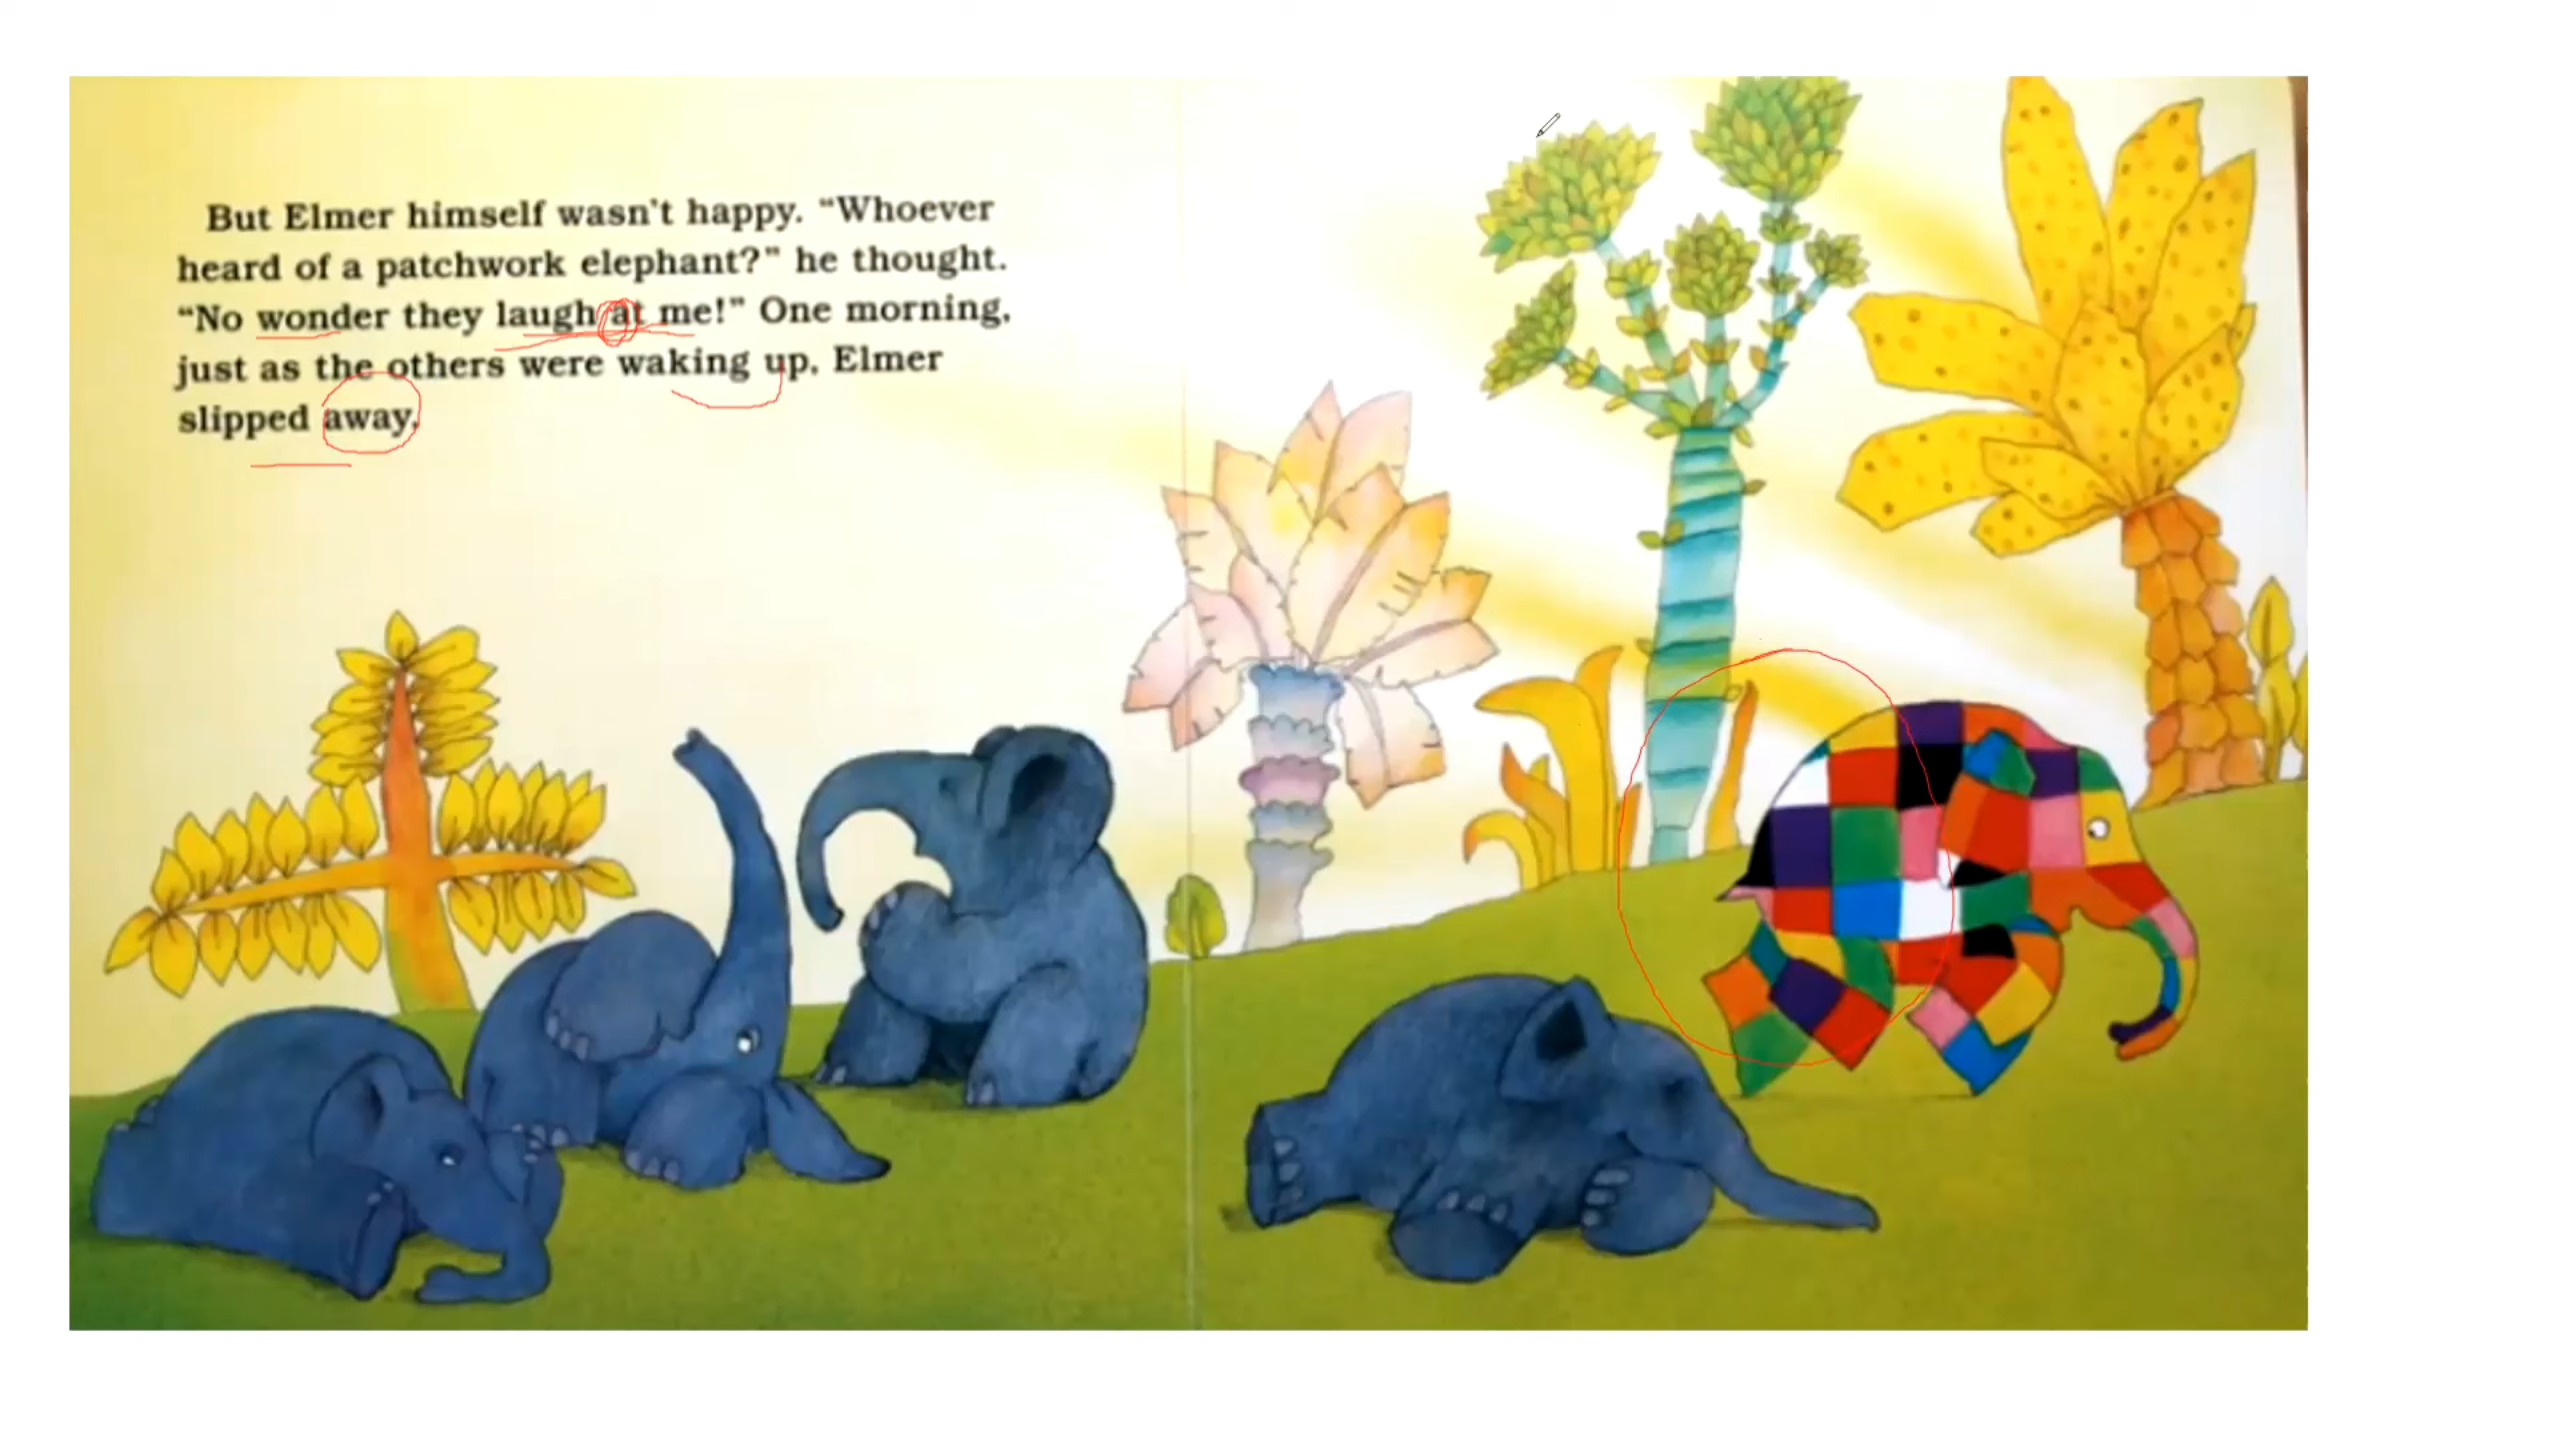 But Elmer himself wasn't happy. “Whoever
heard of a patchwork elephant?” he thought.
“No wonder they laugh at me!” One morning,
just as the others were waking up, Elmer
slipped away.